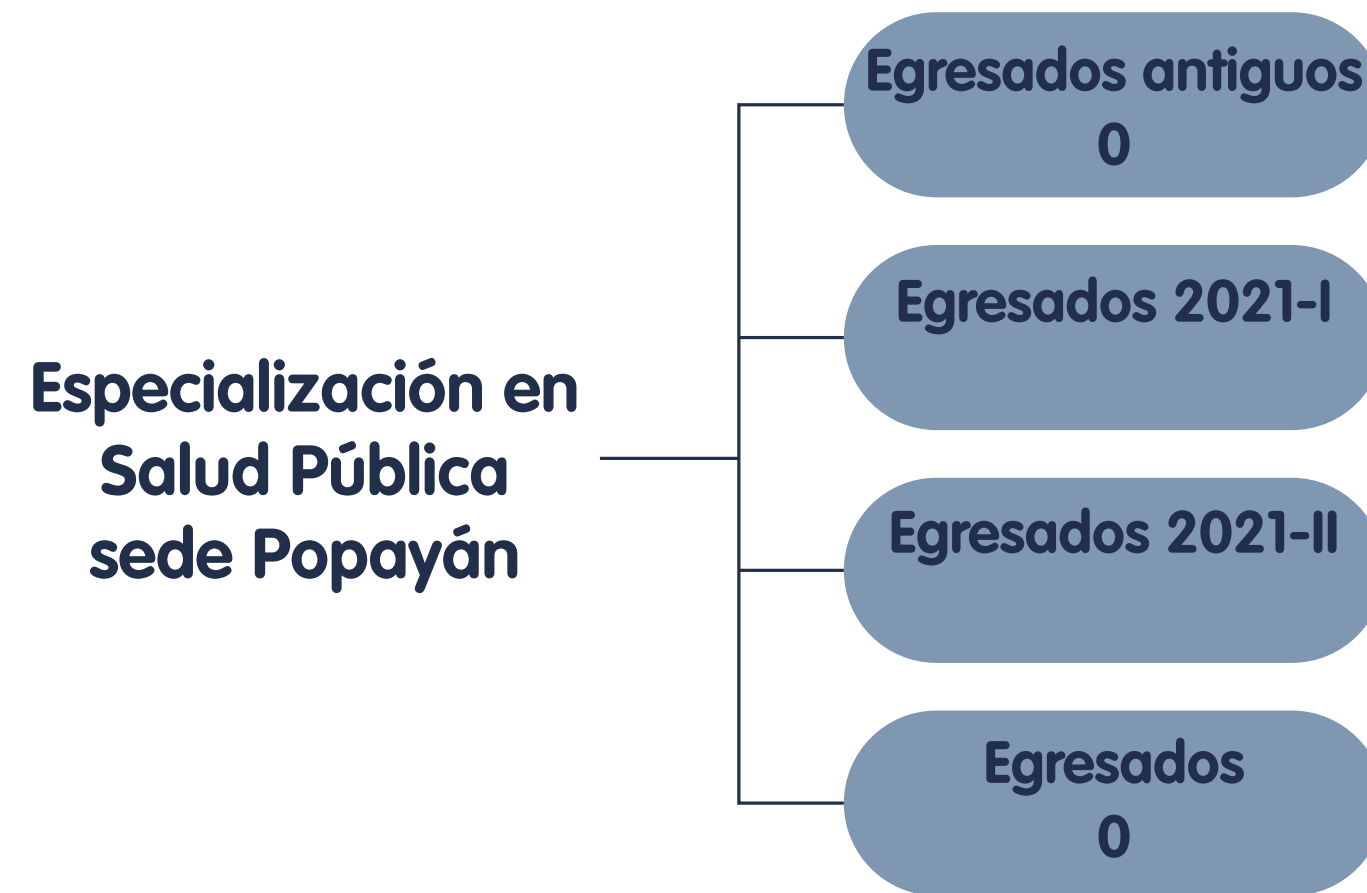 Especialización en
Salud Pública
sede Popayán
Egresados antiguos
0
Egresados 2021-I
Egresados 2021-II
Egresados
0